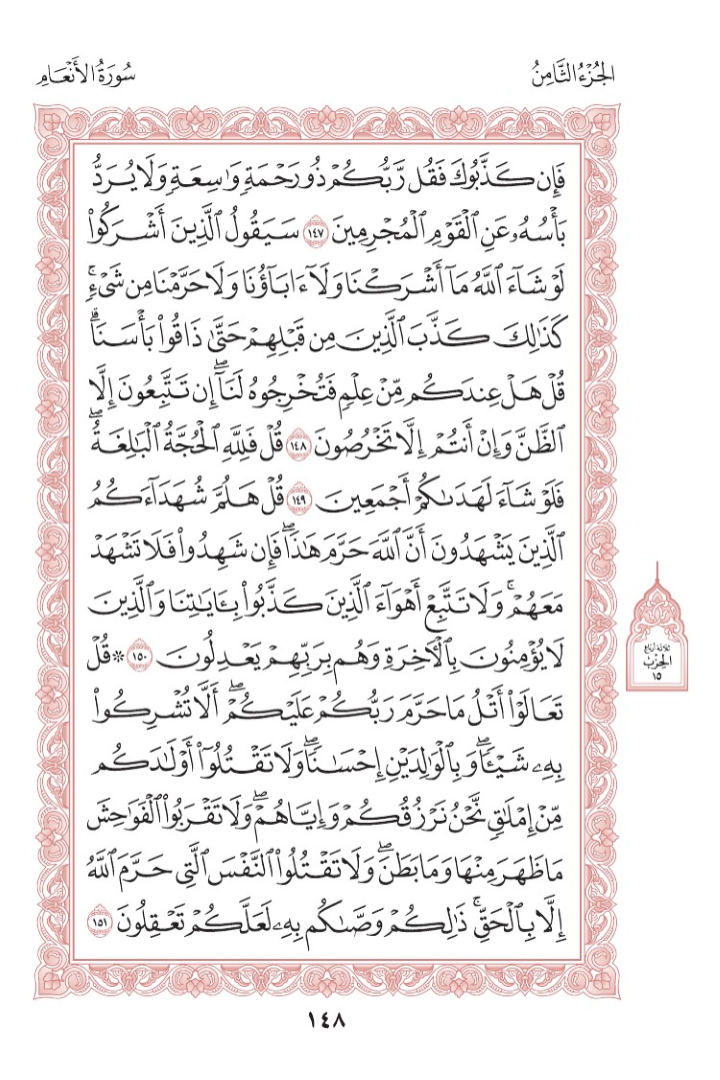 الجُزْءُ الثَّامِنُ
سُورَةُ الأَنْعَامِ
فَإِن كَذَّبُوكَ فَقُل رَّبُّكُمْ ذُو رَحْمَةٍ وَٰسِعَةٍ وَلَا يُرَدُّ
بَأْسُهُۥ عَنِ ٱلْقَوْمِ ٱلْمُجْرِمِينَ ١٤٧ سَيَقُولُ ٱلَّذِينَ أَشْرَكُوا۟
لَوْ شَآءَ ٱللَّهُ مَآ أَشْرَكْنَا وَلَآ ءَابَآؤُنَا وَلَا حَرَّمْنَا مِن شَىْءٍ ۚ
كَذَٰلِكَ كَذَّبَ ٱلَّذِينَ مِن قَبْلِهِمْ حَتَّىٰ ذَاقُوا۟ بَأْسَنَا ۗ
قُلْ هَلْ عِندَكُم مِّنْ عِلْمٍ فَتُخْرِجُوهُ لَنَآ ۖ إِن تَتَّبِعُونَ إِلَّا
ٱلظَّنَّ وَإِنْ أَنتُمْ إِلَّا تَخْرُصُونَ ١٤٨ قُلْ فَلِلَّهِ ٱلْحُجَّةُ ٱلْبَٰلِغَةُ ۖ
فَلَوْ شَآءَ لَهَدَىٰكُمْ أَجْمَعِينَ ١٤٩ قُلْ هَلُمَّ شُهَدَآءَكُمُ
ٱلَّذِينَ يَشْهَدُونَ أَنَّ ٱللَّهَ حَرَّمَ هَٰذَا ۖ فَإِن شَهِدُوا۟ فَلَا تَشْهَدْ
مَعَهُمْ ۚ وَلَا تَتَّبِعْ أَهْوَآءَ ٱلَّذِينَ كَذَّبُوا۟ بِـَٔايَٰتِنَا وَٱلَّذِينَ
لَا يُؤْمِنُونَ بِٱلْـَٔاخِرَةِ وَهُم بِرَبِّهِمْ يَعْدِلُونَ ١٥٠ ۞ قُلْ
تَعَالَوْا۟ أَتْلُ مَا حَرَّمَ رَبُّكُمْ عَلَيْكُمْ ۖ أَلَّا تُشْرِكُوا۟
بِهِۦ شَيْـًٔا ۖ وَبِٱلْوَٰلِدَيْنِ إِحْسَٰنًا ۖ وَلَا تَقْتُلُوٓا۟ أَوْلَٰدَكُم
مِّنْ إِمْلَٰقٍ ۖ نَّحْنُ نَرْزُقُكُمْ وَإِيَّاهُمْ ۖ وَلَا تَقْرَبُوا۟ ٱلْفَوَٰحِشَ
مَا ظَهَرَ مِنْهَا وَمَا بَطَنَ ۖ وَلَا تَقْتُلُوا۟ ٱلنَّفْسَ ٱلَّتِى حَرَّمَ ٱللَّهُ
إِلَّا بِٱلْحَقِّ ۚ ذَٰلِكُمْ وَصَّىٰكُم بِهِۦ لَعَلَّكُمْ تَعْقِلُونَ ١٥١
ثلاثة أرباع
الحِزْب
١٥
١٤٨